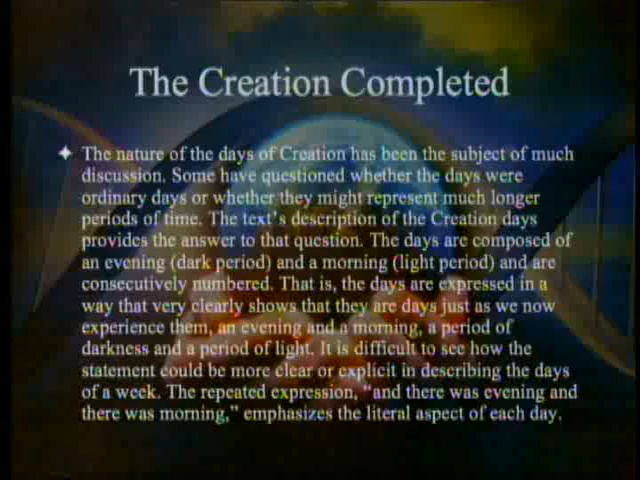 The Creation Completed
The nature of the days of Creation has been the subject of much
discussion. Some have questioned whether the days were
ordinary days or whether they might represent much longer
periods of time. The text's description of the Creation days
provides the answer to that question. The days are composed of
an evening (dark period) and a morning (light period) and are
consecutively numbered. That is, the days are expressed in a
way that very clearly shows that they are days just as we now
experience them, an evening and a morning, a period of
darkness and a period of light. It is difficult to see how the
statement could be more clear or explicit in describing the days
of a week. The repeated expression, "and there was evening and
there was morning," emphasizes the literal aspect of each day.